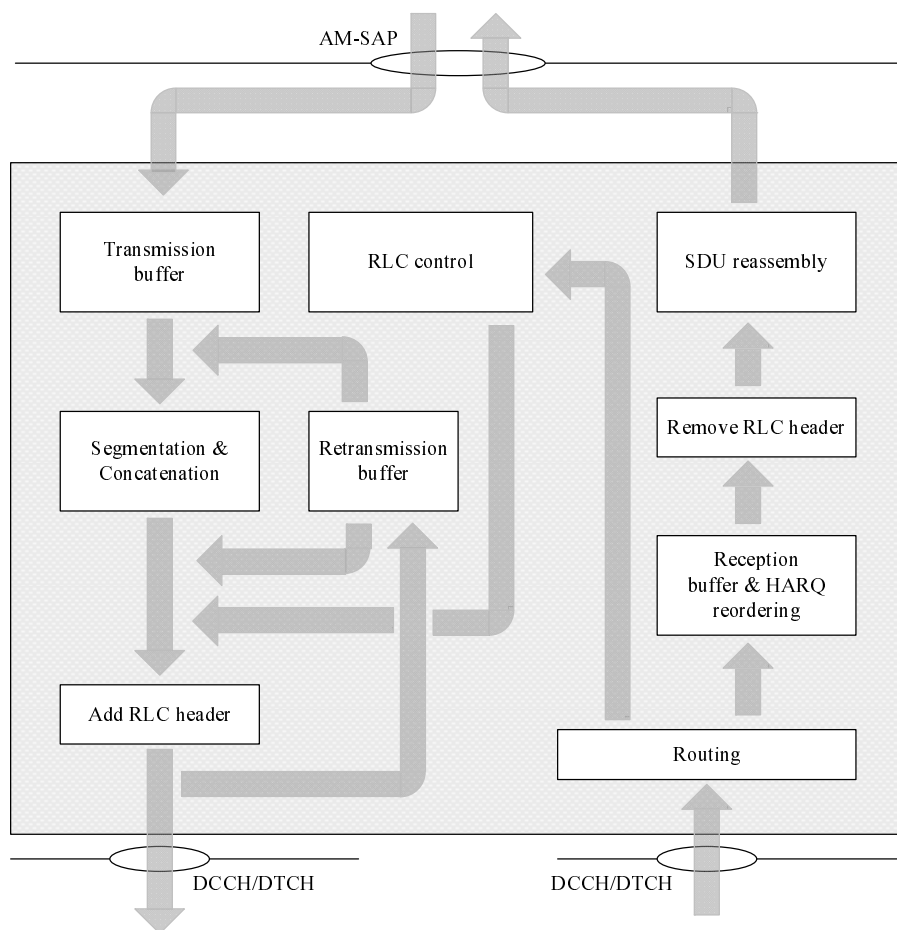 AM-SAP
Transmission
buffer
RLC control
SDU reassembly
Segmentation &
Concatenation
Retransmission
buffer
Remove RLC header
Reception
buffer & HARQ
reordering
Add RLC header
Routing
DCCH/DTCH
DCCH/DTCH